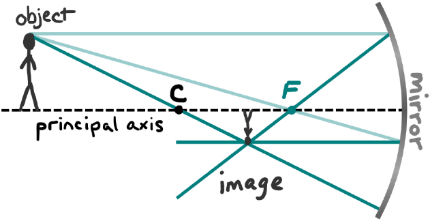 object
C
F
principal axis
mirror
image